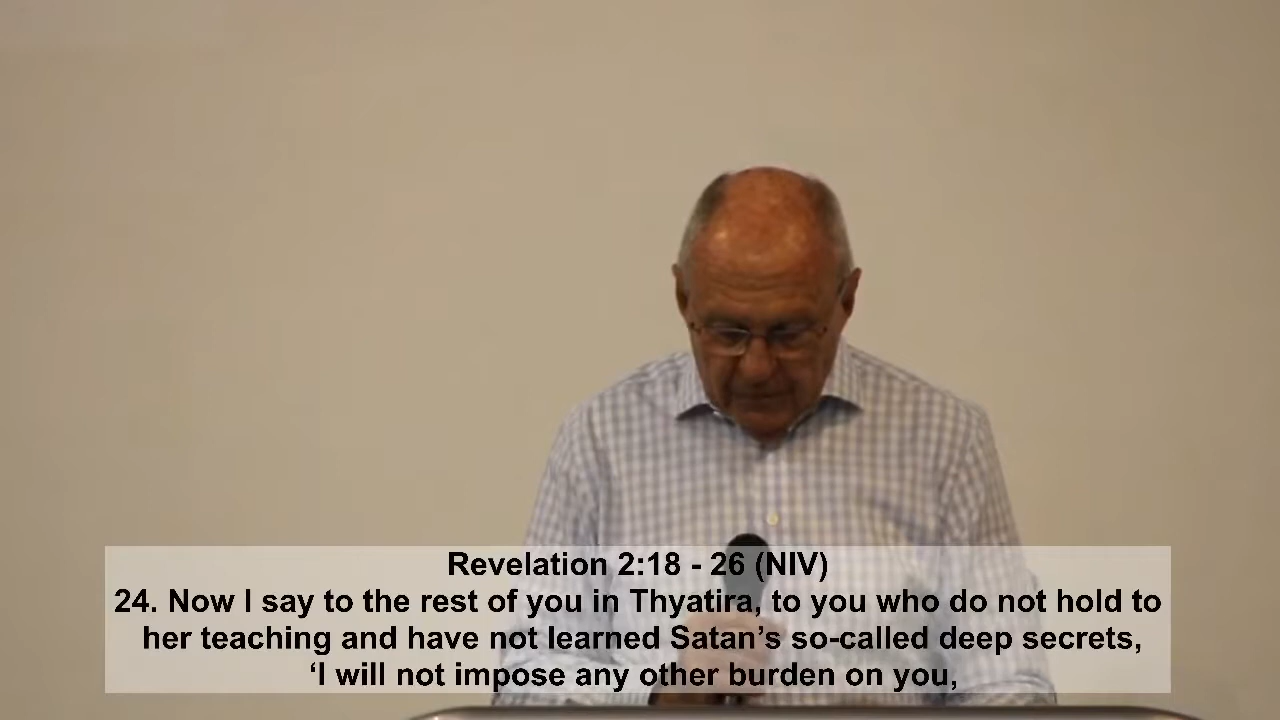 Revelation 2:18 - 26 (NIV)
24. Now I say to the rest of you in Thyatira, to you who do not hold to
her teaching and have not learned Satan’s so-called deep secrets,
‘I will not impose any other burden on you,